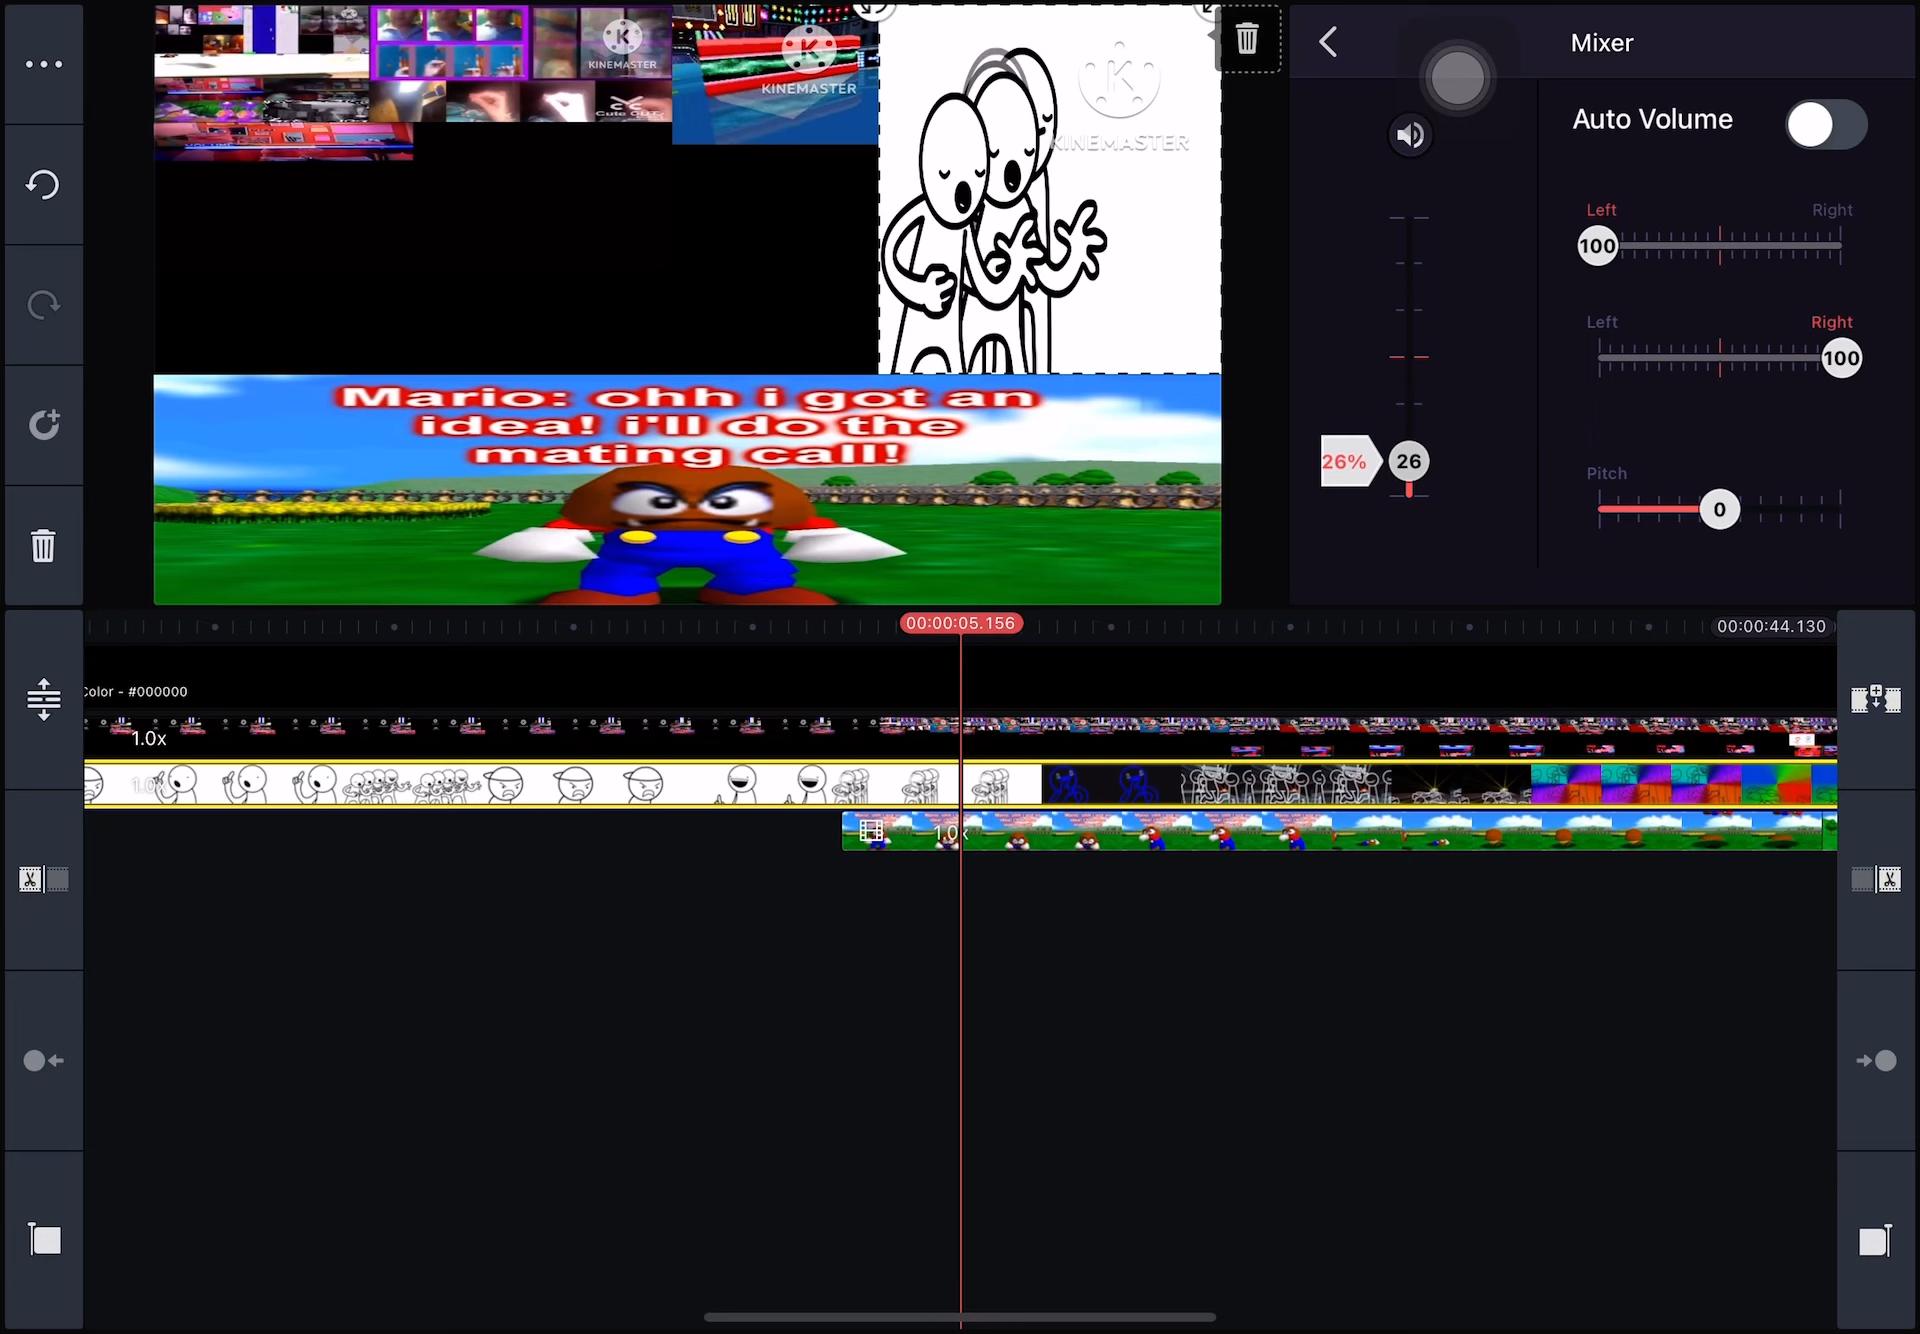 KINEMASTER
Cute CUT
KINEMASTER
KINEMASTER
Mario: ohh i got an
idea! i'll do the
mating call!
Mixer
Auto Volume
Left
Right
100
Left
Right
100
26%
26
Pitch
0
00:00:05.156
00:00:44.130
Color - #000000
1.0x
1.0x
1.0x